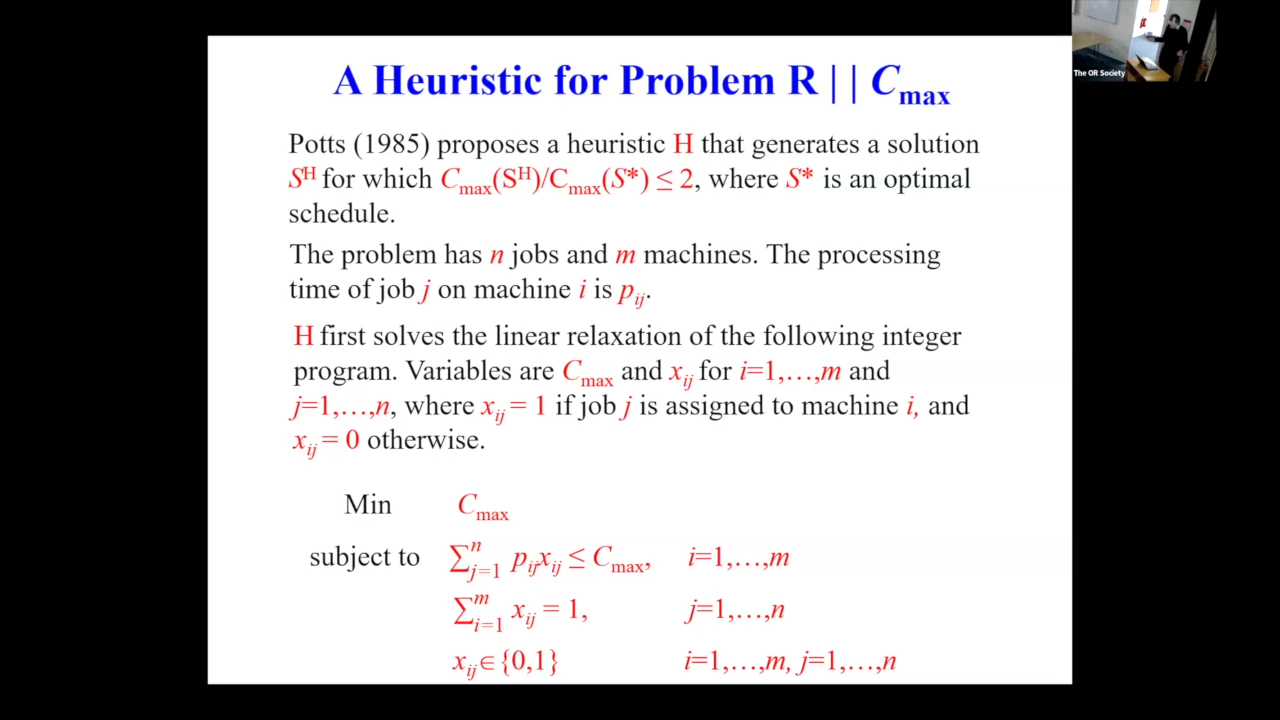 A Heuristic for Problem R | | Cmax
The OR Society
Potts (1985) proposes a heuristic H that generates a solution
Sᴴ for which Cmax(Sᴴ)/Cmax(S*) ≤ 2, where S* is an optimal
schedule.
The problem has n jobs and m machines. The processing
time of job j on machine i is pij.
H first solves the linear relaxation of the following integer
program. Variables are Cmax and xij for i=1,…,m and
j=1,…,n, where xij = 1 if job j is assigned to machine i, and
xij = 0 otherwise.
Min Cmax
subject to ∑ⁿj=1 pijxij ≤ Cmax, i=1,…,m
∑ᵐi=1 xij = 1, j=1,…,n
xij∈{0,1} i=1,…,m, j=1,…,n